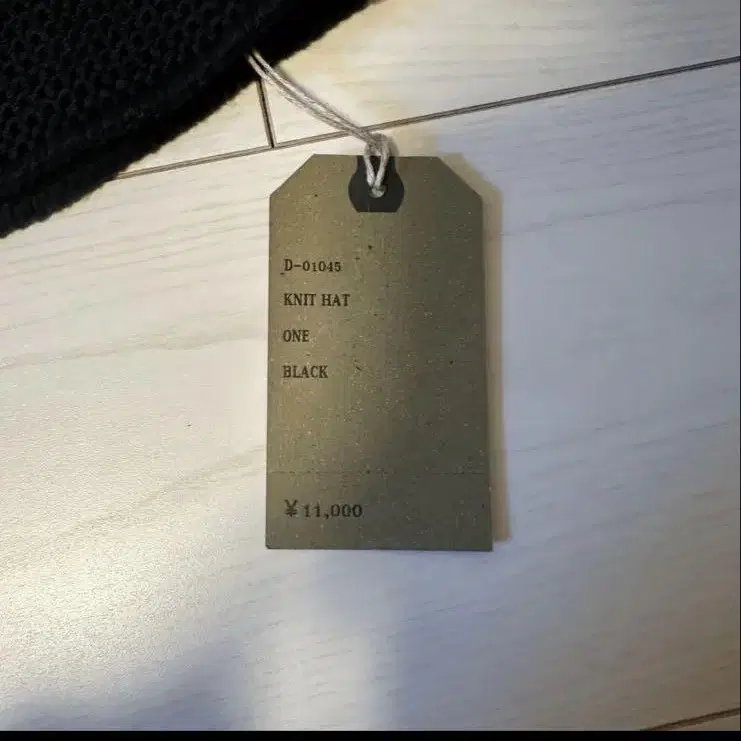 D-01045
KNIT HAT
ONE
BLACK
¥11,000